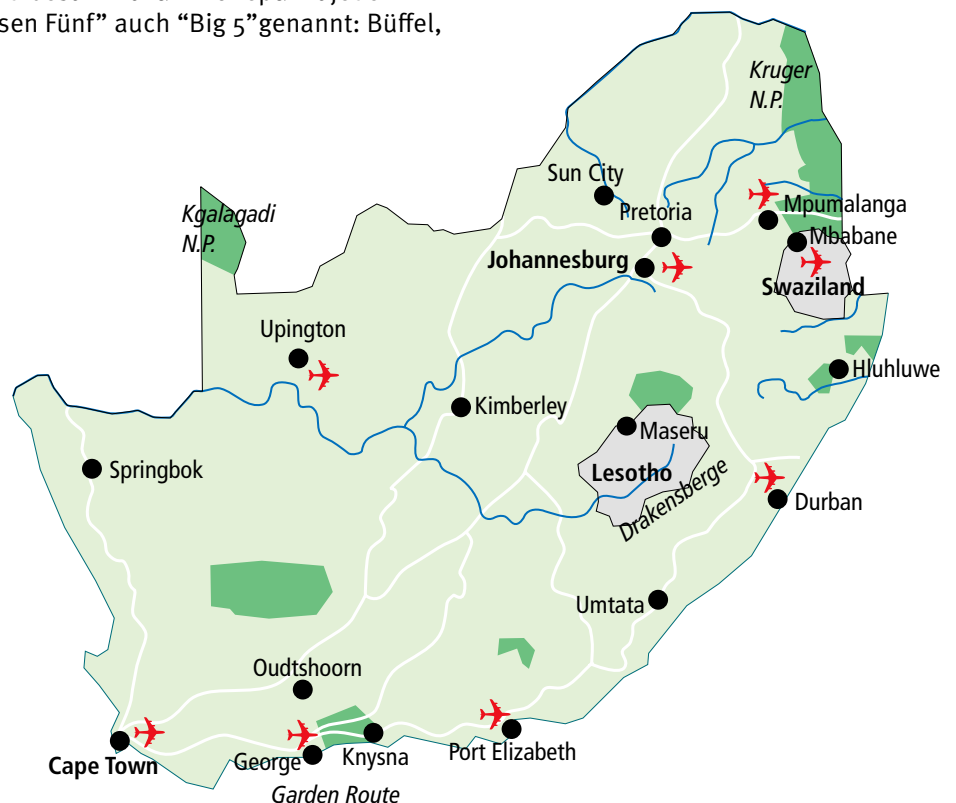 sen Fünf” auch “Big 5”genannt: Büffel,
Kruger
N.P.
Sun City
Kgalagadi
N.P.
Pretoria
Mpumalanga
Mbabane
Johannesburg
Swaziland
Upington
Hluhluwe
Kimberley
Maseru
Springbok
Lesotho
Drakensberge
Durban
Umtata
Oudtshoorn
Cape Town
George
Knysna
Port Elizabeth
Garden Route